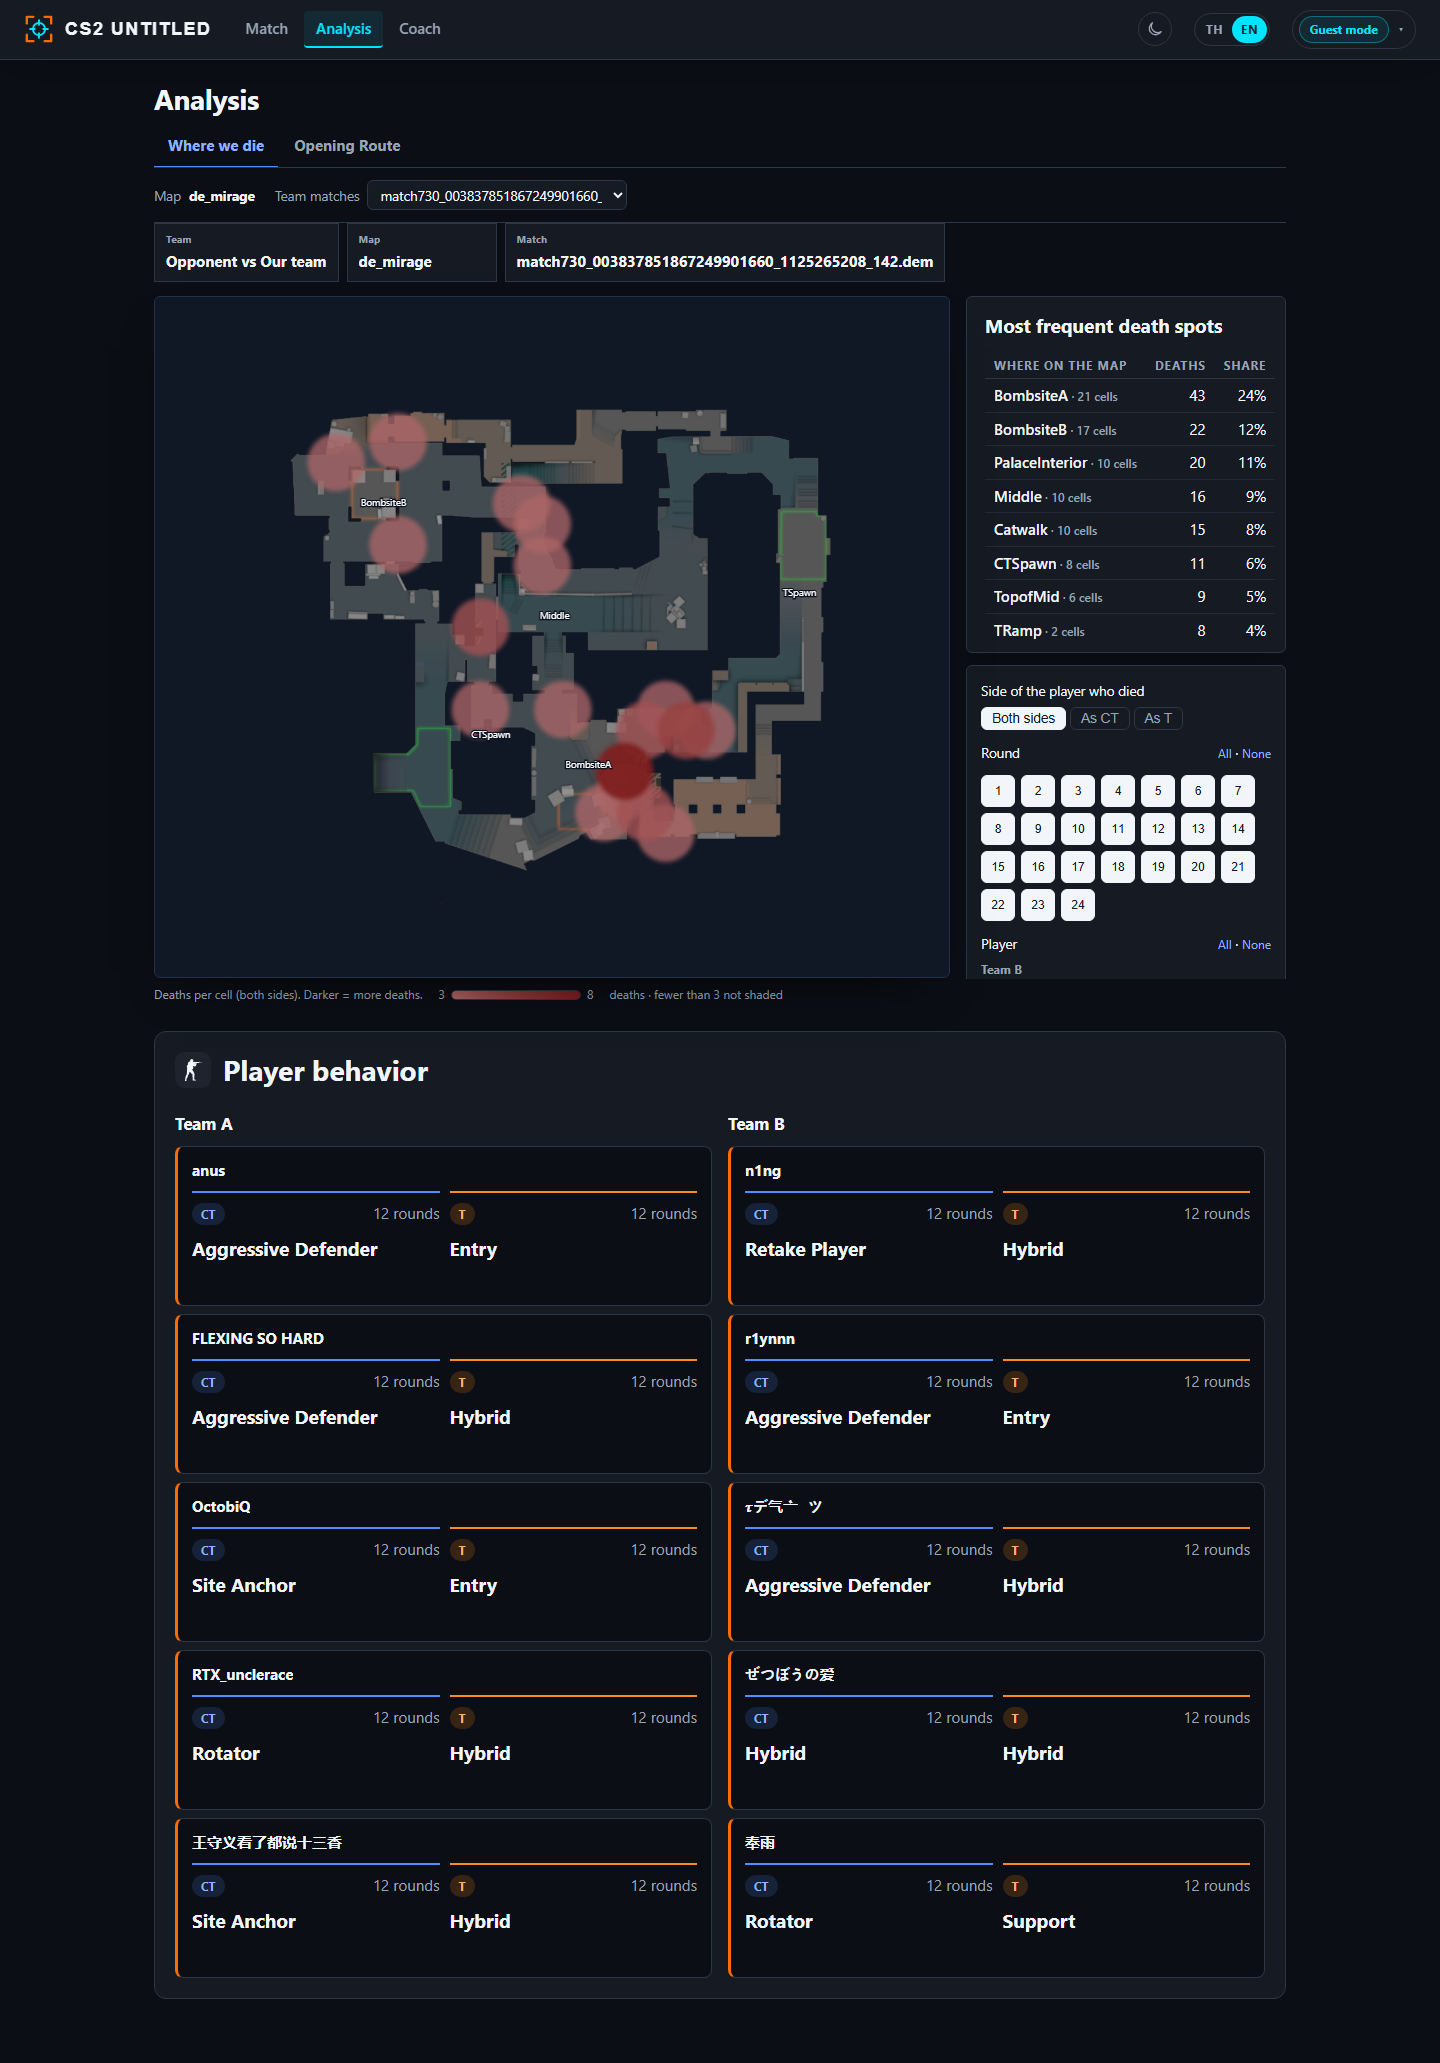 CS2 UNTITLED
Match
Analysis
Coach
TH
EN
Guest mode
Analysis
Where we die
Opening Route
Map de_mirage
Team matches
match730_003837851867249901660_
Team
Opponent vs Our team
Map
de_mirage
Match
match730_003837851867249901660_1125265208_142.dem
BombsiteB
Middle
TSpawn
CTSpawn
BombsiteA
Deaths per cell (both sides). Darker = more deaths. 3 8 deaths · fewer than 3 not shaded
Most frequent death spots
WHERE ON THE MAP DEATHS SHARE
BombsiteA · 21 cells 43 24%
BombsiteB · 17 cells 22 12%
PalaceInterior · 10 cells 20 11%
Middle · 10 cells 16 9%
Catwalk · 10 cells 15 8%
CTSpawn · 8 cells 11 6%
TopofMid · 6 cells 9 5%
TRamp · 2 cells 8 4%
Side of the player who died
Both sides As CT As T
Round All · None
1 2 3 4 5 6 7
8 9 10 11 12 13 14
15 16 17 18 19 20 21
22 23 24
Player All · None
Team B
Player behavior
Team A
anus
CT 12 rounds T 12 rounds
Aggressive Defender Entry
FLEXING SO HARD
CT 12 rounds T 12 rounds
Aggressive Defender Hybrid
OctobiQ
CT 12 rounds T 12 rounds
Site Anchor Entry
RTX_unclerace
CT 12 rounds T 12 rounds
Rotator Hybrid
王守义看了都说十三香
CT 12 rounds T 12 rounds
Site Anchor Hybrid
Team B
n1ng
CT 12 rounds T 12 rounds
Retake Player Hybrid
r1ynnn
CT 12 rounds T 12 rounds
Aggressive Defender Entry
CT 12 rounds T 12 rounds
Aggressive Defender Hybrid
ぜつぼうの爱
CT 12 rounds T 12 rounds
Hybrid Hybrid
奉雨
CT 12 rounds T 12 rounds
Rotator Support